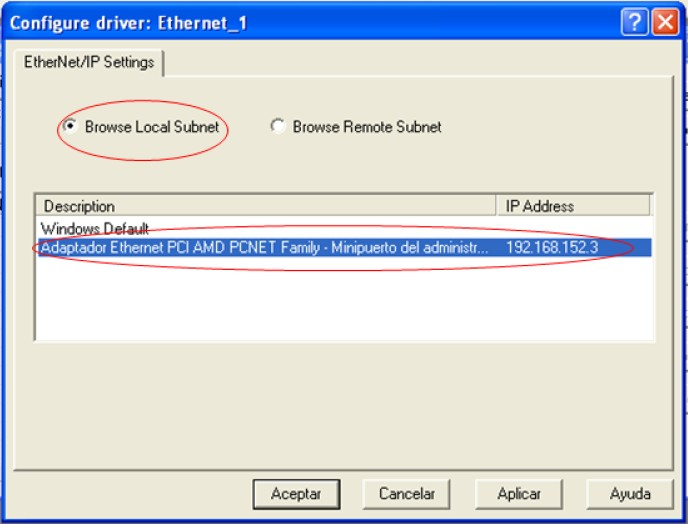 Configure driver: Ethernet_1
EtherNet/IP Settings
Browse Local Subnet Browse Remote Subnet
Description IP Address
Windows Default
Adaptador Ethernet PCI AMD PCNET Family - Minipuerto del administr... 192.168.152.3
Aceptar Cancelar Aplicar Ayuda